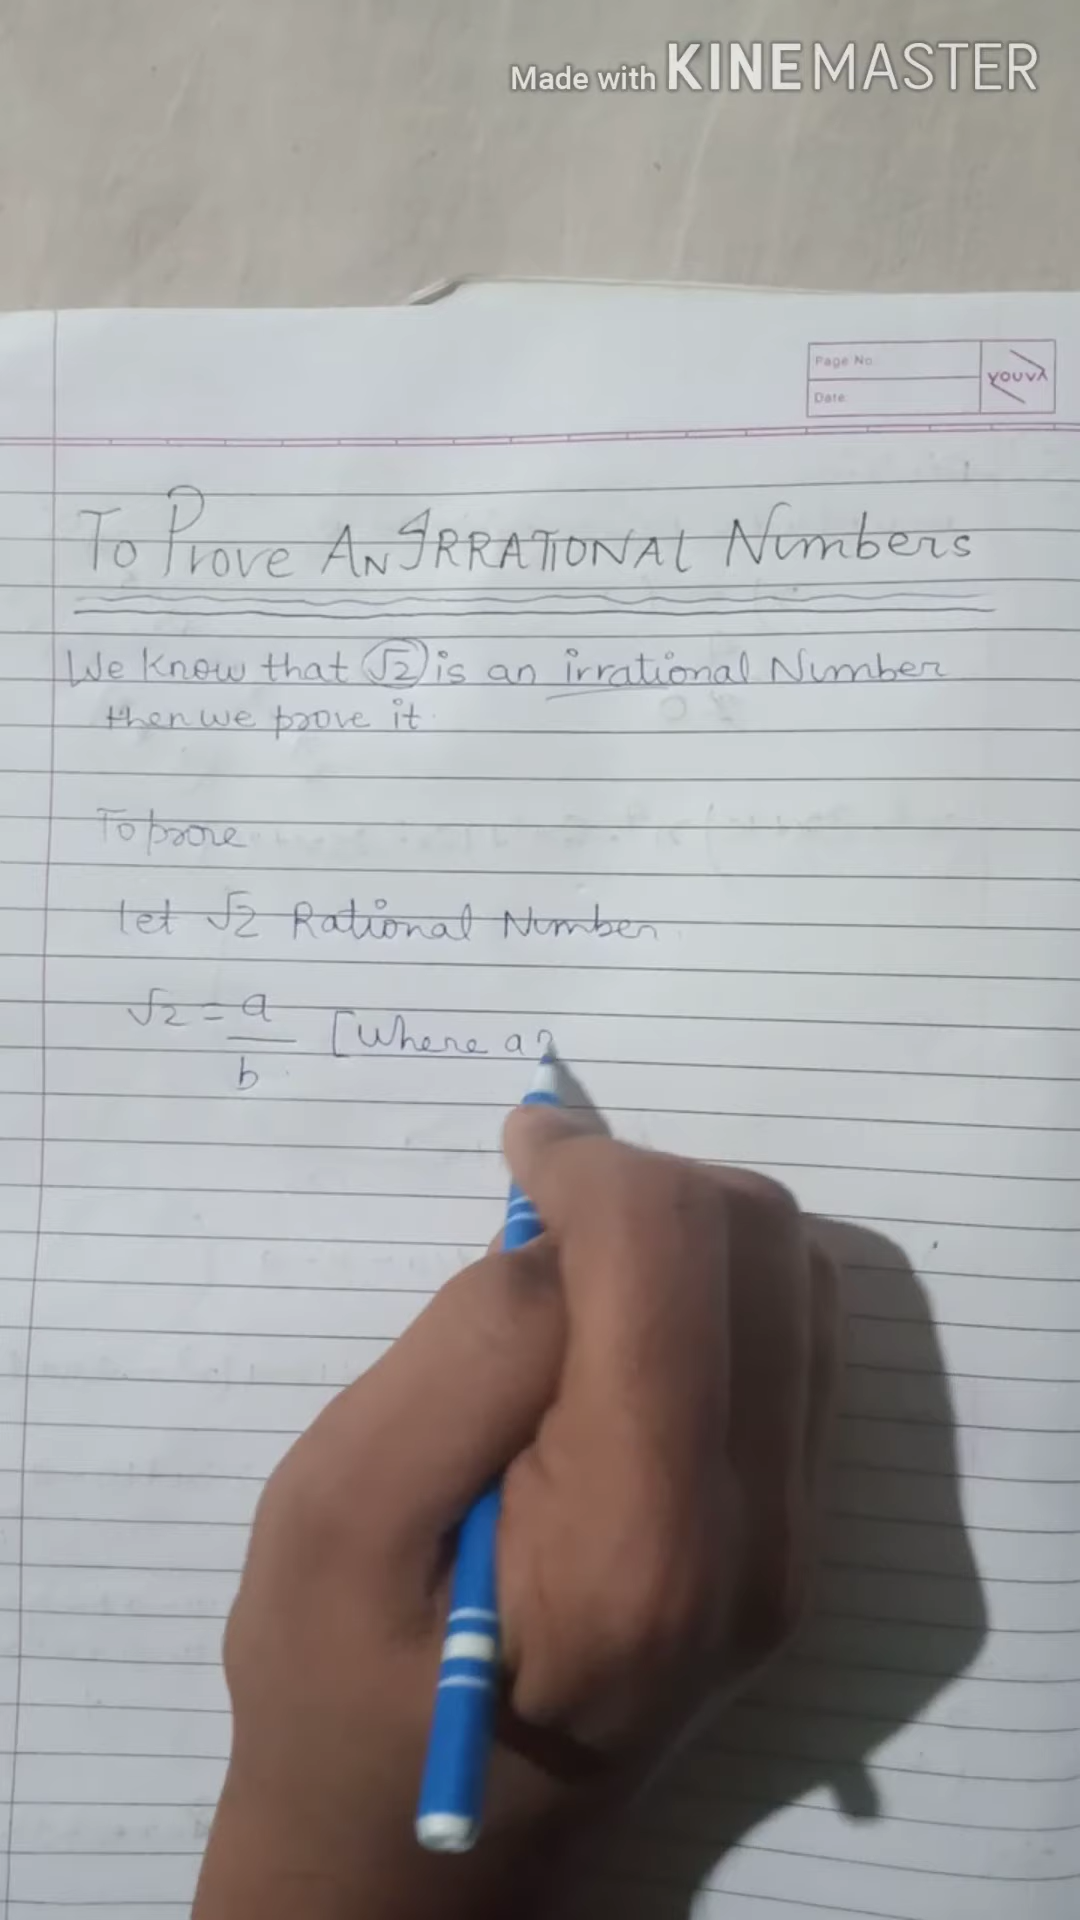 Made with KINEMASTER
Page No.
Date:
YOUVA
To Prove AN IRRATIONAL Numbers
We know that √2 is an irrational Number
then we prove it.
To prove
let √2 Rational Number
√2 = a
b
[Where a